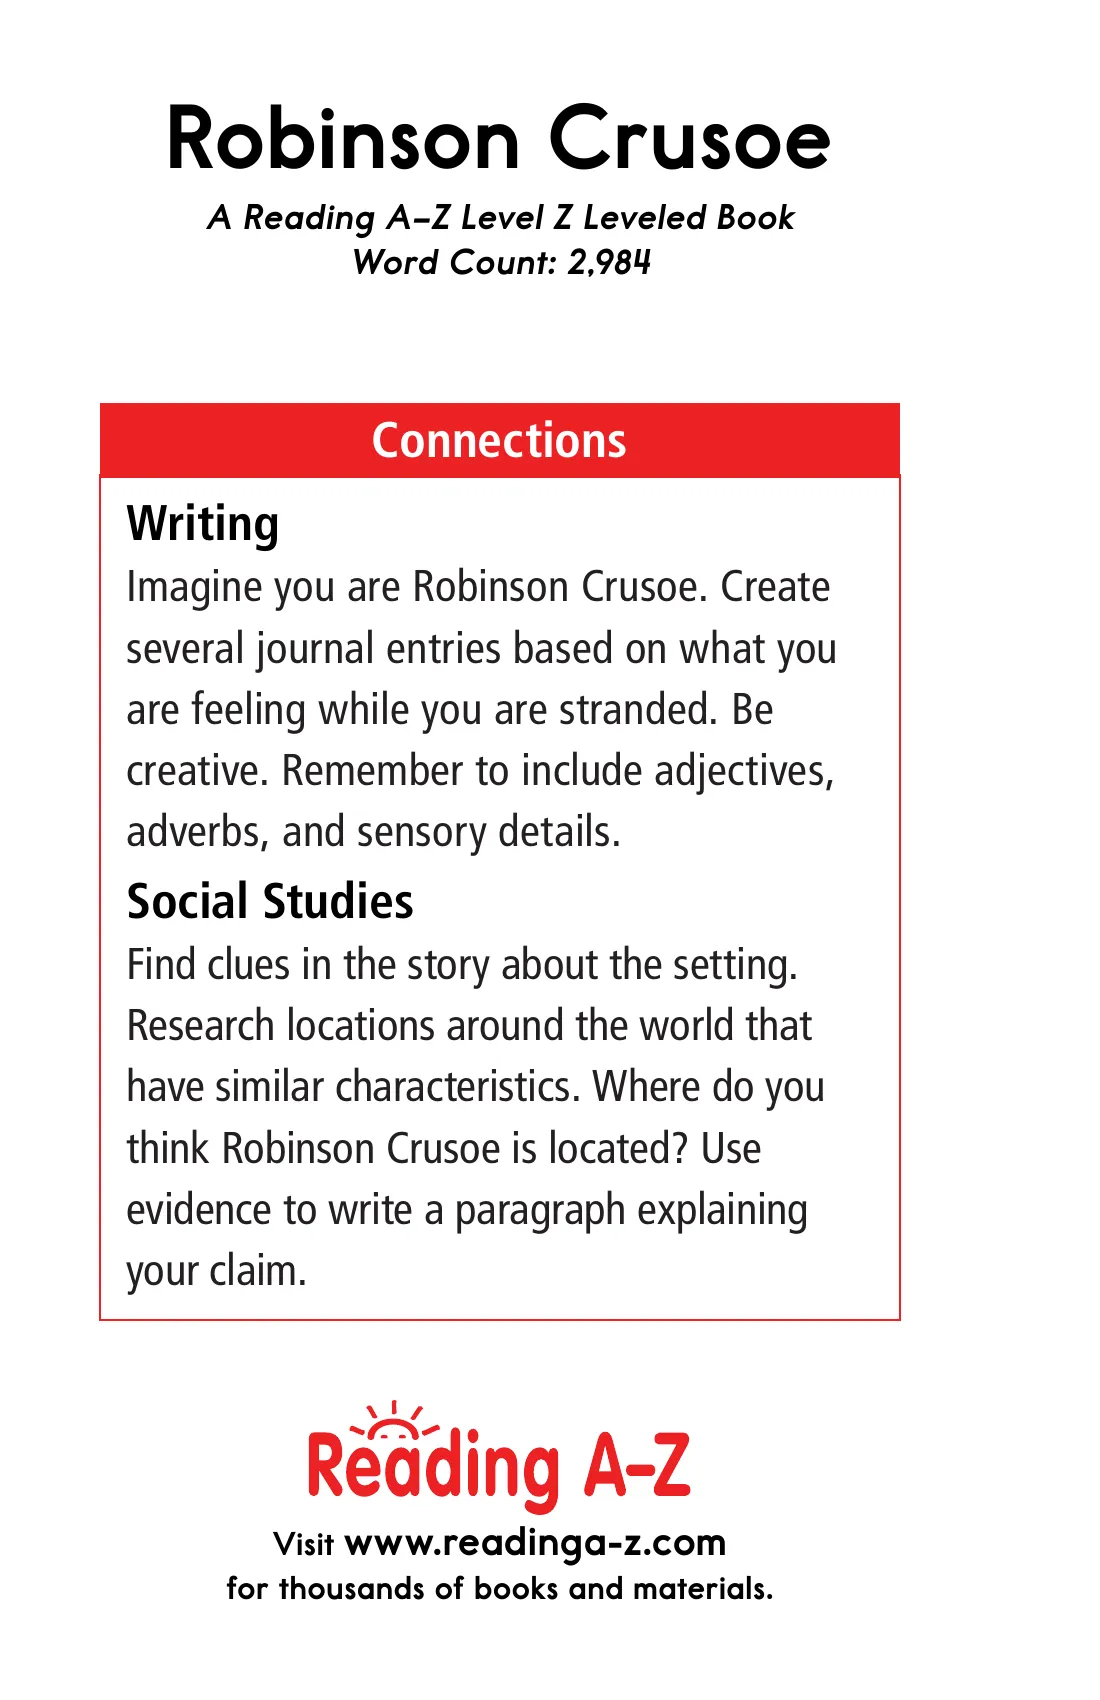 Robinson Crusoe
A Reading A–Z Level Z Leveled Book
Word Count: 2,984
Connections
Writing
Imagine you are Robinson Crusoe. Create
several journal entries based on what you
are feeling while you are stranded. Be
creative. Remember to include adjectives,
adverbs, and sensory details.
Social Studies
Find clues in the story about the setting.
Research locations around the world that
have similar characteristics. Where do you
think Robinson Crusoe is located? Use
evidence to write a paragraph explaining
your claim.
Reading A–Z
Visit www.readinga-z.com
for thousands of books and materials.